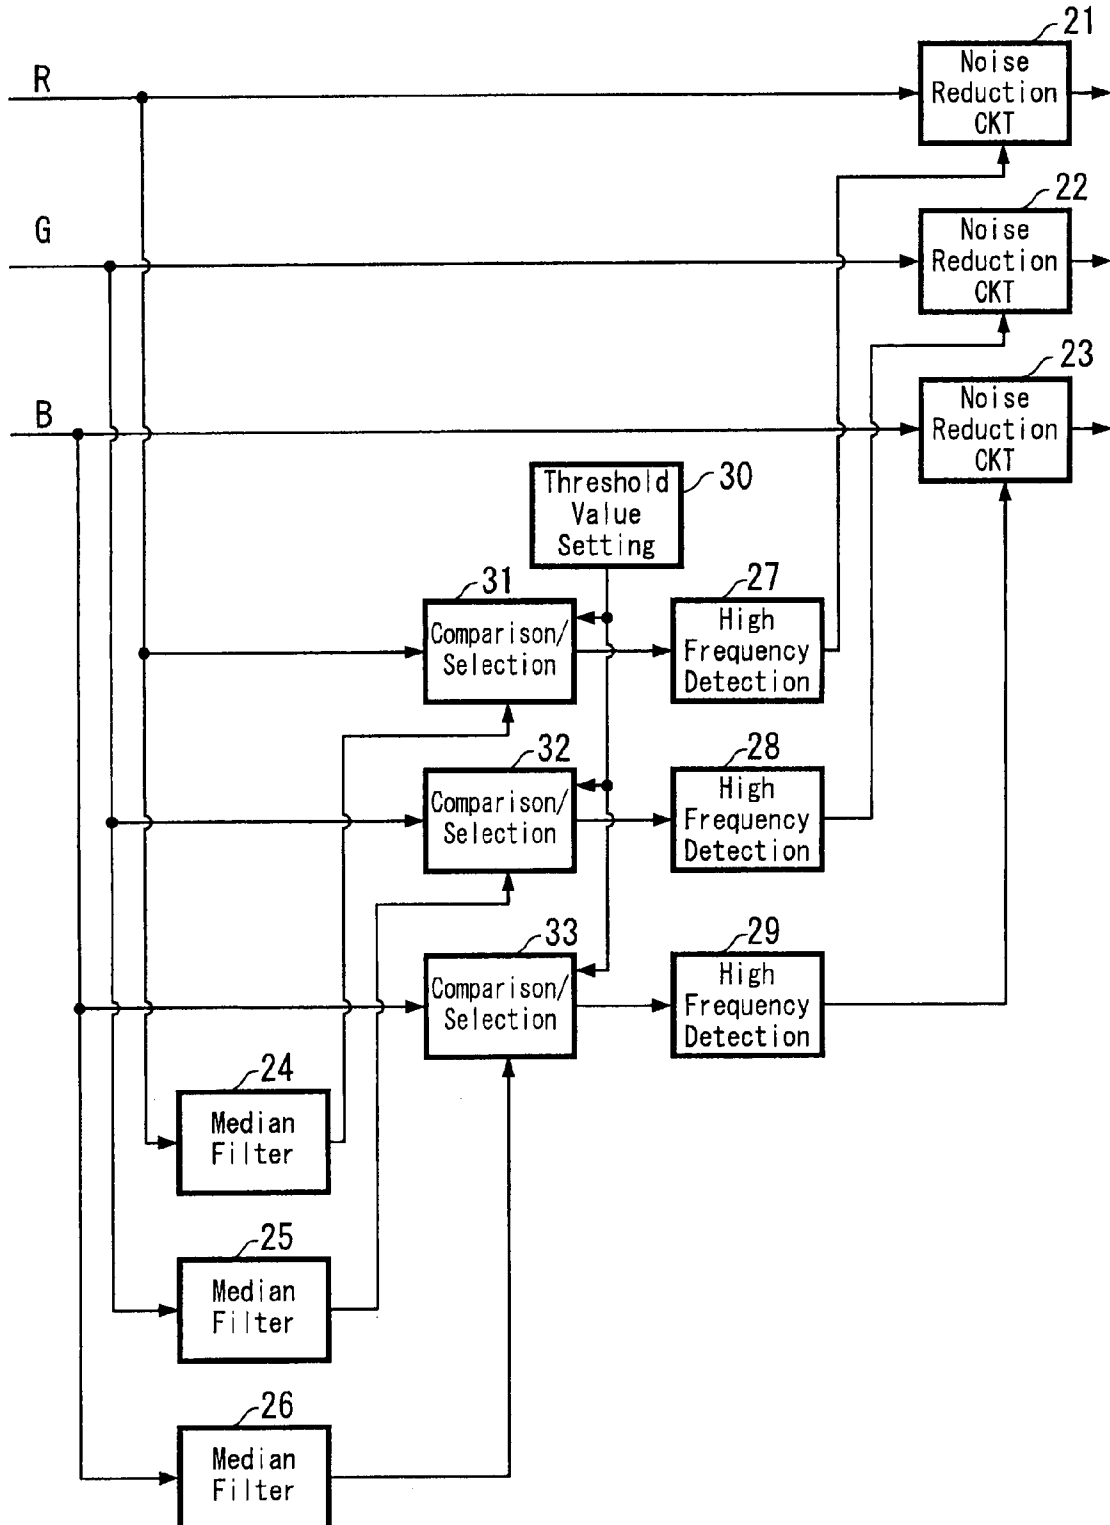 21
Noise
Reduction
CKT
R
22
Noise
Reduction
CKT
G
23
Noise
Reduction
CKT
B
30
Threshold
Value
Setting
31
Comparison/
Selection
27
High
Frequency
Detection
32
Comparison/
Selection
28
High
Frequency
Detection
33
Comparison/
Selection
29
High
Frequency
Detection
24
Median
Filter
25
Median
Filter
26
Median
Filter